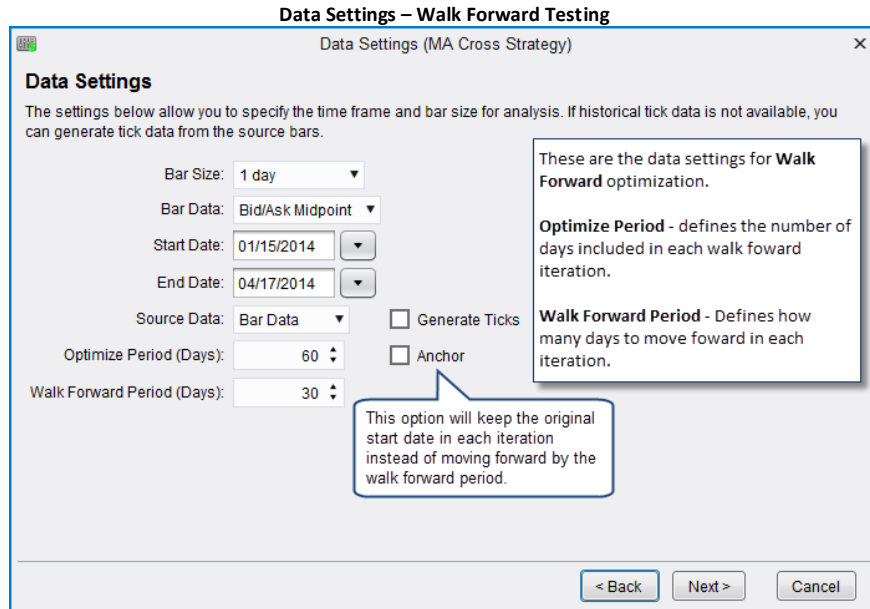 Data Settings – Walk Forward Testing
Data Settings (MA Cross Strategy)
Data Settings
The settings below allow you to specify the time frame and bar size for analysis. If historical tick data is not available, you
can generate tick data from the source bars.
Bar Size: 1 day
Bar Data: Bid/Ask Midpoint
Start Date: 01/15/2014
End Date: 04/17/2014
Source Data: Bar Data Generate Ticks
Optimize Period (Days): 60 Anchor
Walk Forward Period (Days): 30
These are the data settings for Walk
Forward optimization.
Optimize Period - defines the number of
days included in each walk foward
iteration.
Walk Forward Period - Defines how
many days to move foward in each
iteration.
This option will keep the original
start date in each iteration
instead of moving forward by the
walk forward period.
< Back Next > Cancel